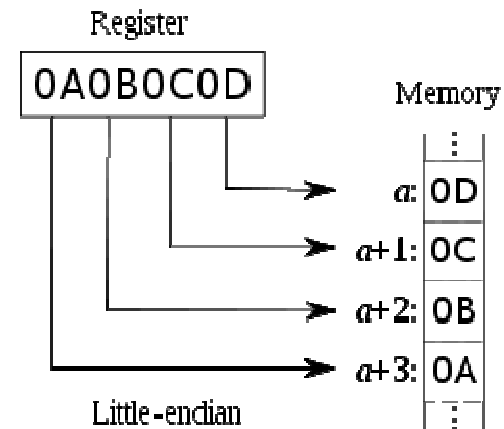 Register
0A0B0C0D
Memory
a: 0D
a+1: 0C
a+2: 0B
a+3: 0A
Little-endian